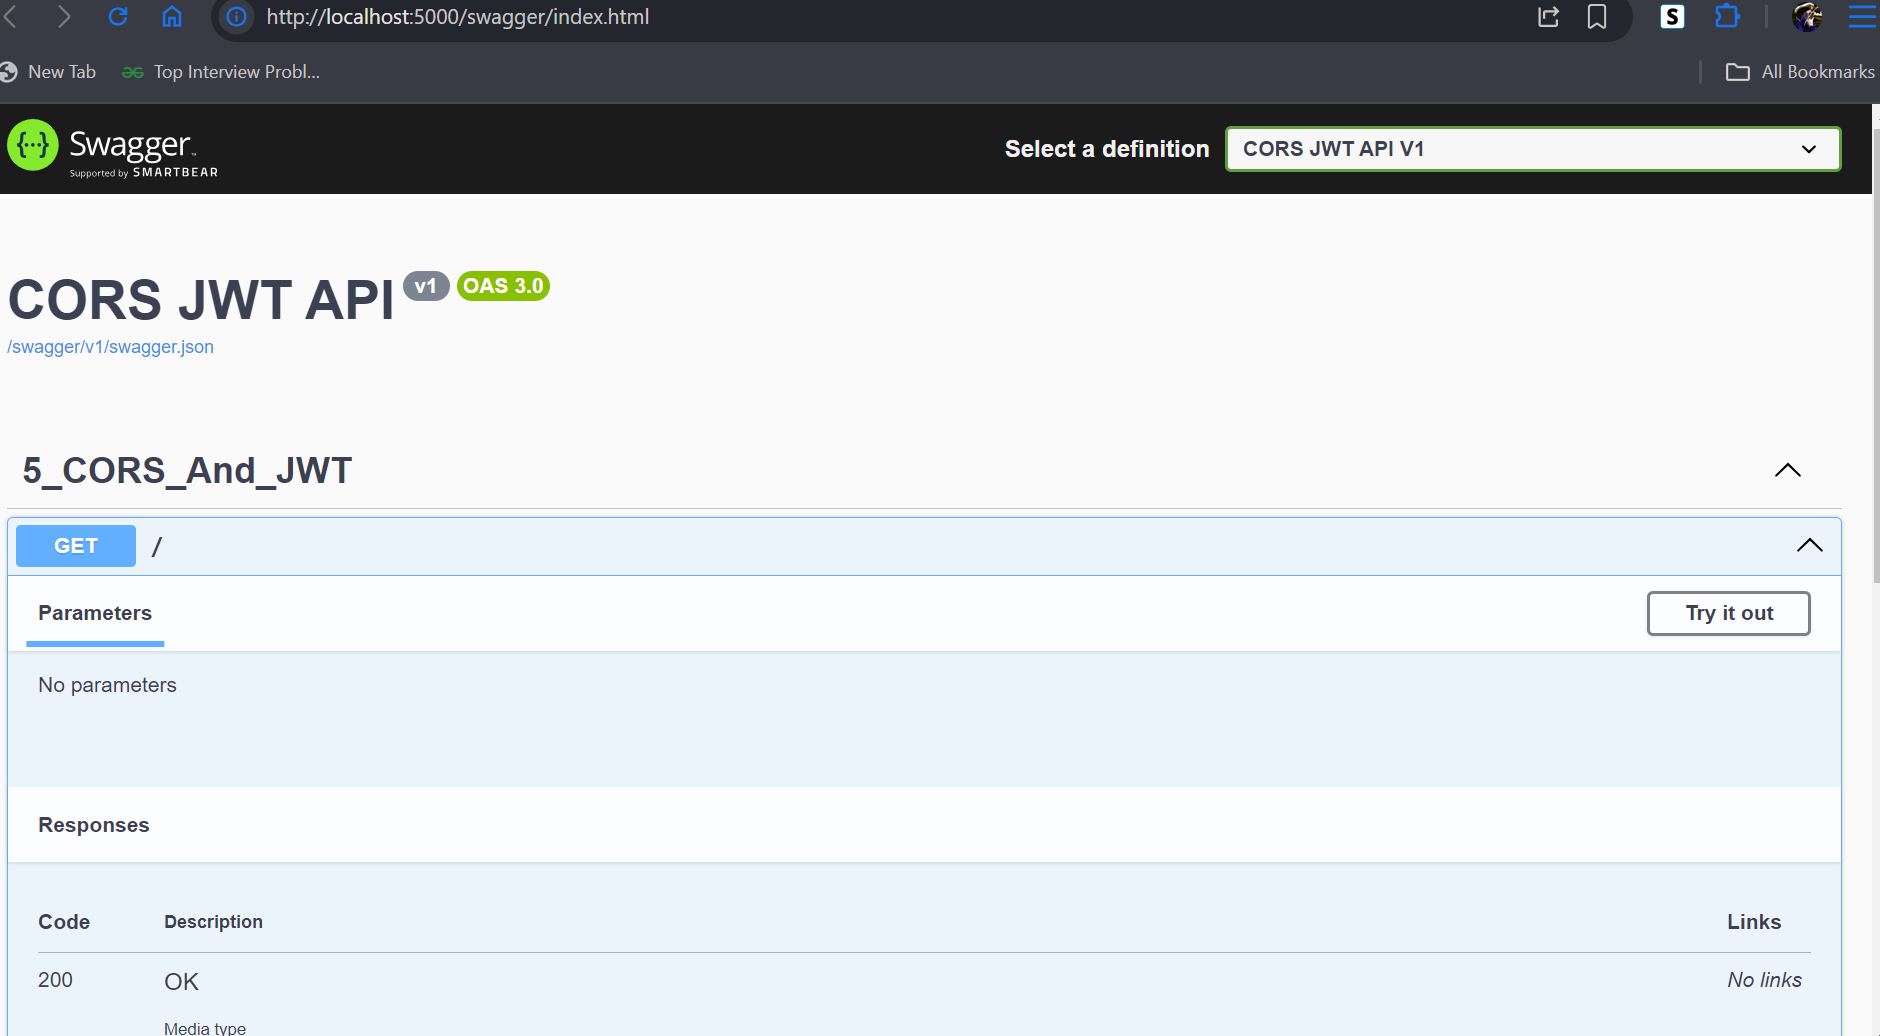 http://localhost:5000/swagger/index.html
S
New Tab
Top Interview Probl...
All Bookmarks
{···} Swagger™
Supported by SMARTBEAR
Select a definition
CORS JWT API V1
CORS JWT API v1 OAS 3.0
/swagger/v1/swagger.json
5_CORS_And_JWT
GET /
Parameters
Try it out
No parameters
Responses
Code Description Links
200 OK No links
Media type